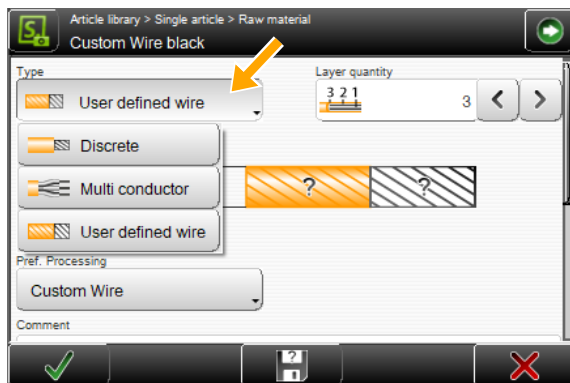 Article library > Single article > Raw material
Custom Wire black
Type
Layer quantity
User defined wire
3 2 1
3
Discrete
Multi conductor
? ?
User defined wire
Pref. Processing
Custom Wire
Comment
?